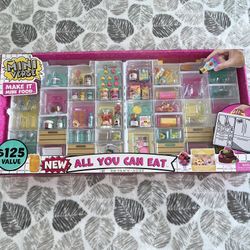 MINI
VERSE
MAKE IT
MINI FOOD
$125
VALUE
NEW
ALL YOU CAN EAT